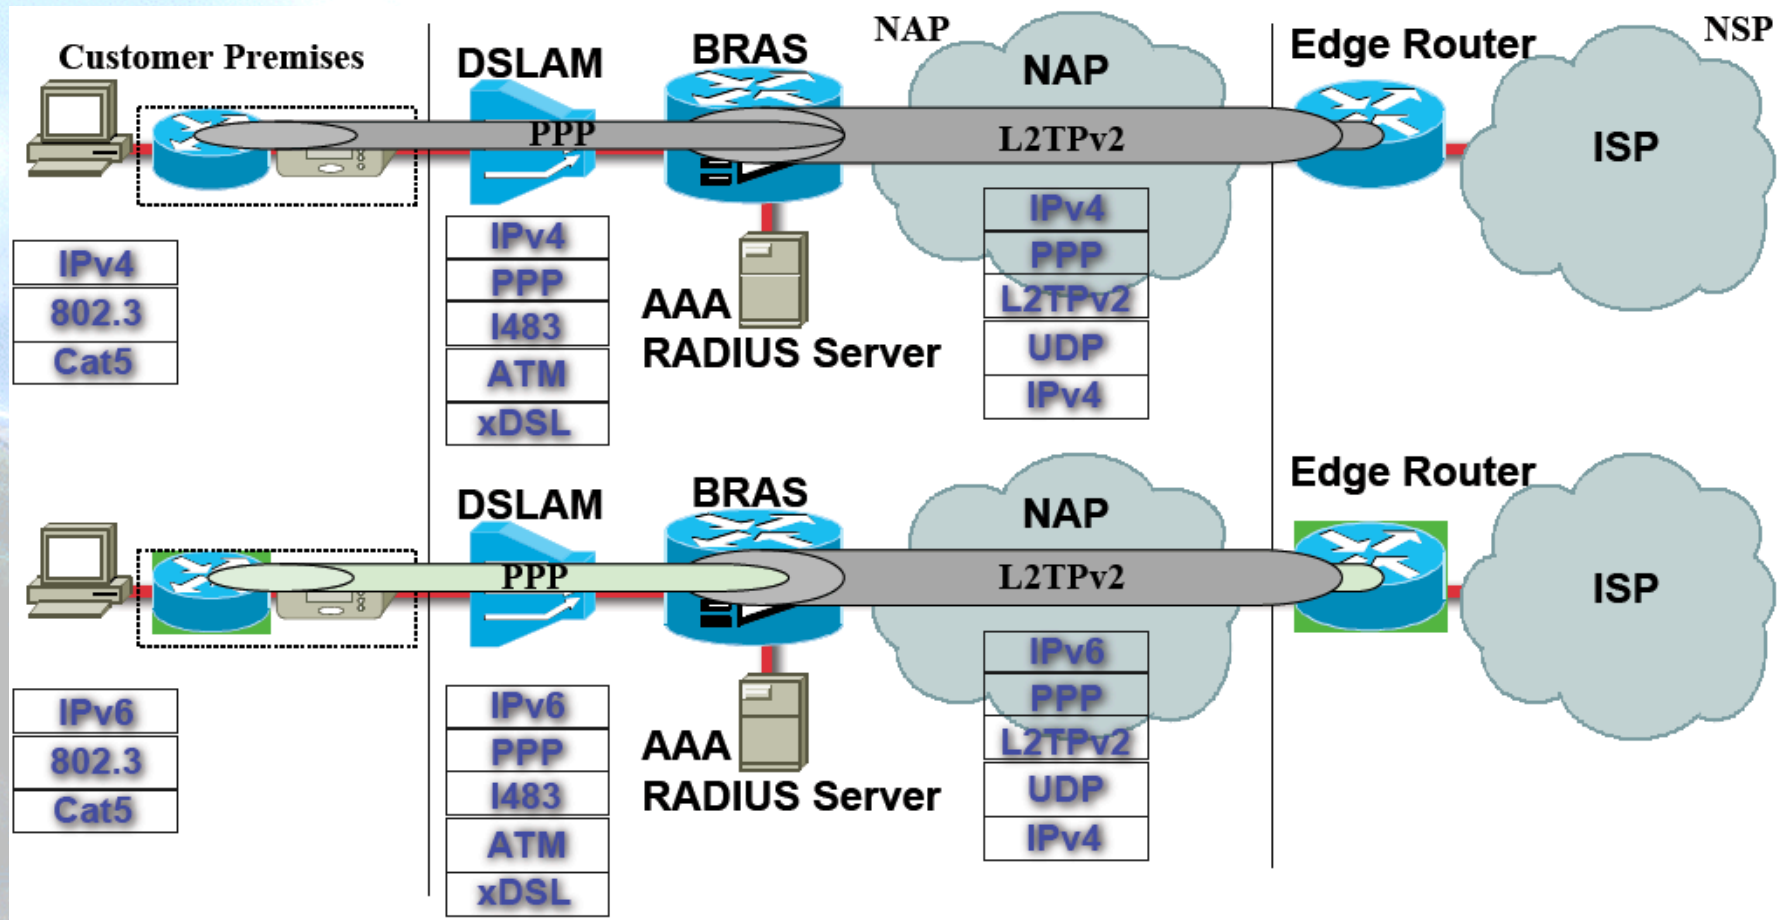 Customer Premises
DSLAM
BRAS
NAP
NAP
Edge Router
NSP
PPP
L2TPv2
ISP
IPv4
802.3
Cat5
IPv4
PPP
I483
ATM
xDSL
AAA
RADIUS Server
IPv4
PPP
L2TPv2
UDP
IPv4
DSLAM
BRAS
NAP
Edge Router
PPP
L2TPv2
ISP
IPv6
802.3
Cat5
IPv6
PPP
I483
ATM
xDSL
AAA
RADIUS Server
IPv6
PPP
L2TPv2
UDP
IPv4